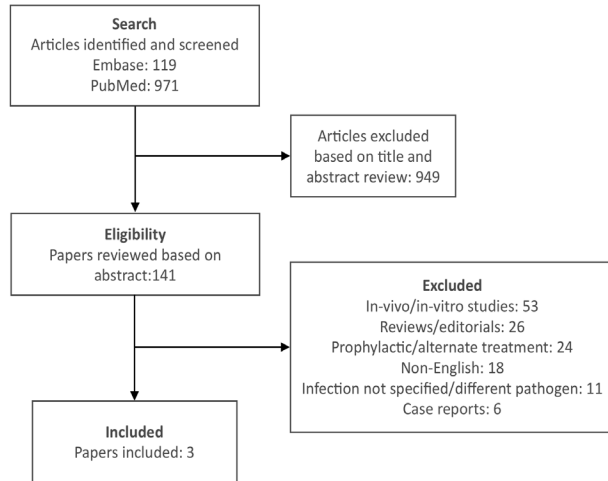 Search
Articles identified and screened
Embase: 119
PubMed: 971
Articles excluded
based on title and
abstract review: 949
Eligibility
Papers reviewed based on
abstract:141
Excluded
In-vivo/in-vitro studies: 53
Reviews/editorials: 26
Prophylactic/alternate treatment: 24
Non-English: 18
Infection not specified/different pathogen: 11
Case reports: 6
Included
Papers included: 3